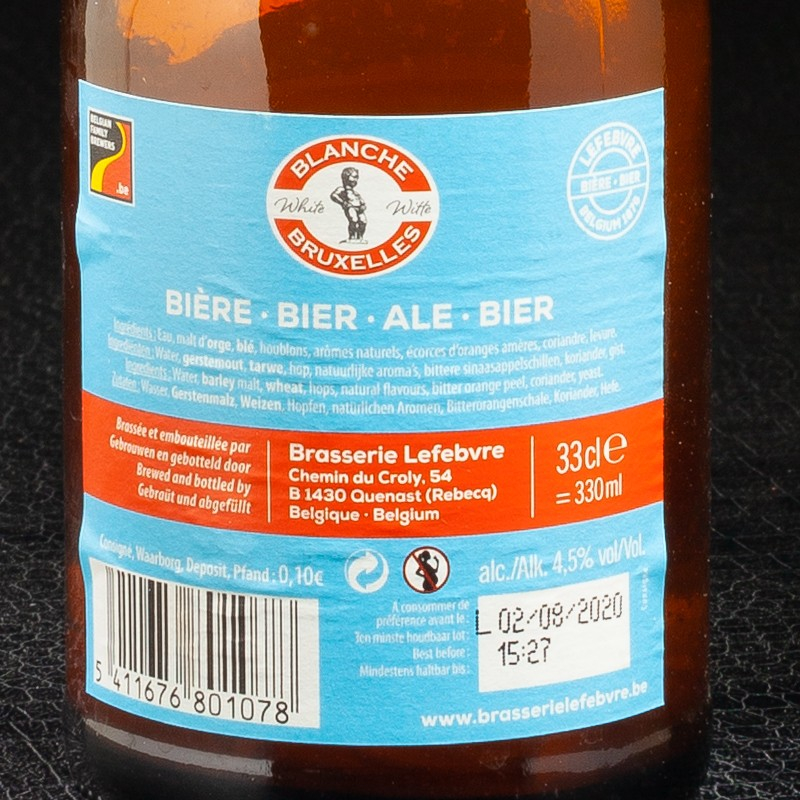 BELGIAN
FAMILY
BREWERS
.be
BLANCHE
White Witte
BRUXELLES
LEFEBVRE
BIÈRE • BIER
BELGIUM 1876
BIÈRE · BIER · ALE · BIER
Ingrédients : Eau, malt d'orge, blé, houblons, arômes naturels, écorces d'oranges amères, coriandre, levure.
Ingrediënten : Water, gerstemout, tarwe, hop, natuurlijke aroma's, bittere sinaasappelschillen, koriander, gist.
Ingredients : Water, barley malt, wheat, hops, natural flavours, bitter orange peel, coriander, yeast.
Zutaten : Wasser, Gerstenmalz, Weizen, Hopfen, natürlichen Aromen, Bitterorangenschale, Koriander, Hefe.
Brassée et embouteillée par
Gebrouwen en gebotteld door
Brewed and bottled by
Gebraüt und abgefüllt
Brasserie Lefebvre
Chemin du Croly, 54
B 1430 Quenast (Rebecq)
Belgique · Belgium
33cl e
= 330ml
Consigne, Waarborg, Deposit, Pfand : 0,10€
alc./Alk. 4,5% vol/Vol.
A consommer de
préférence avant le :
Ten minste houdbaar tot :
Best before :
Mindestens haltbar bis :
L 02/08/2020
15:27
5 411676 801078
www.brasserielefebvre.be